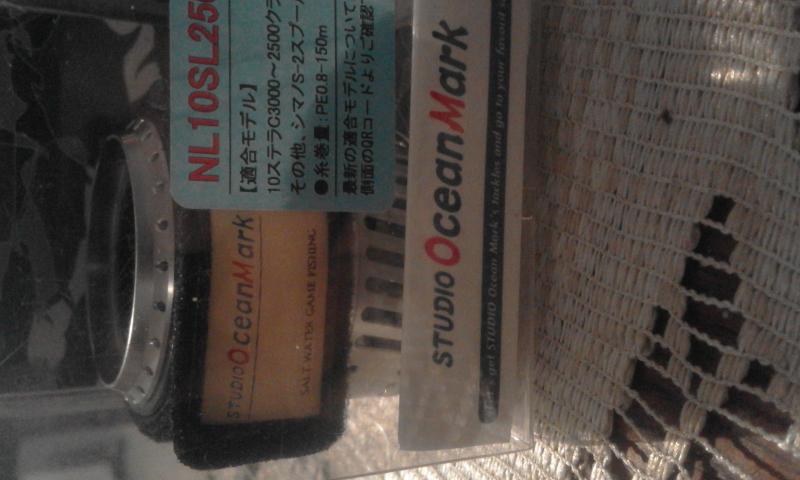 NL10SL250
【適合モデル】
10ステラC3000〜2500クラ
その他、シマノS-2スプール
●糸巻量:PE0.8-150m
最新の適合モデルについて
側面のQRコードよりご確認
STUDIO OceanMark
SALT WATER GAME FISHING
STUDIO OceanMark
Let's get STUDIO Ocean Mark's tackles and go to your favorit